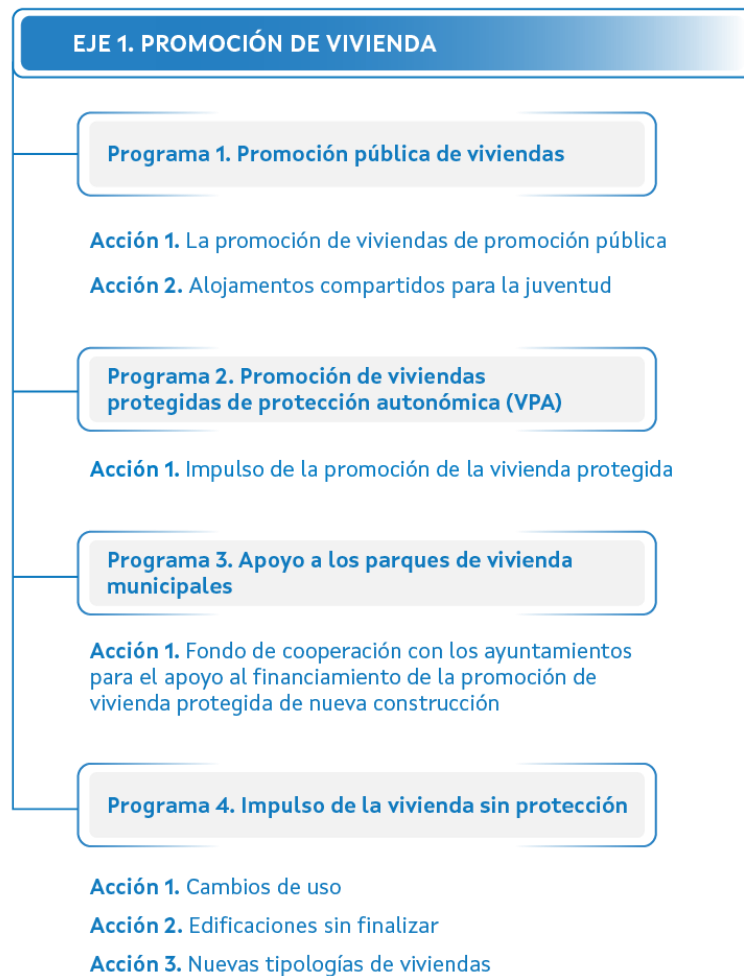 EJE 1. PROMOCIÓN DE VIVIENDA
Programa 1. Promoción pública de viviendas
Acción 1. La promoción de viviendas de promoción pública
Acción 2. Alojamentos compartidos para la juventud
Programa 2. Promoción de viviendas
protegidas de protección autonómica (VPA)
Acción 1. Impulso de la promoción de la vivienda protegida
Programa 3. Apoyo a los parques de vivienda
municipales
Acción 1. Fondo de cooperación con los ayuntamientos
para el apoyo al financiamiento de la promoción de
vivienda protegida de nueva construcción
Programa 4. Impulso de la vivienda sin protección
Acción 1. Cambios de uso
Acción 2. Edificaciones sin finalizar
Acción 3. Nuevas tipologías de viviendas